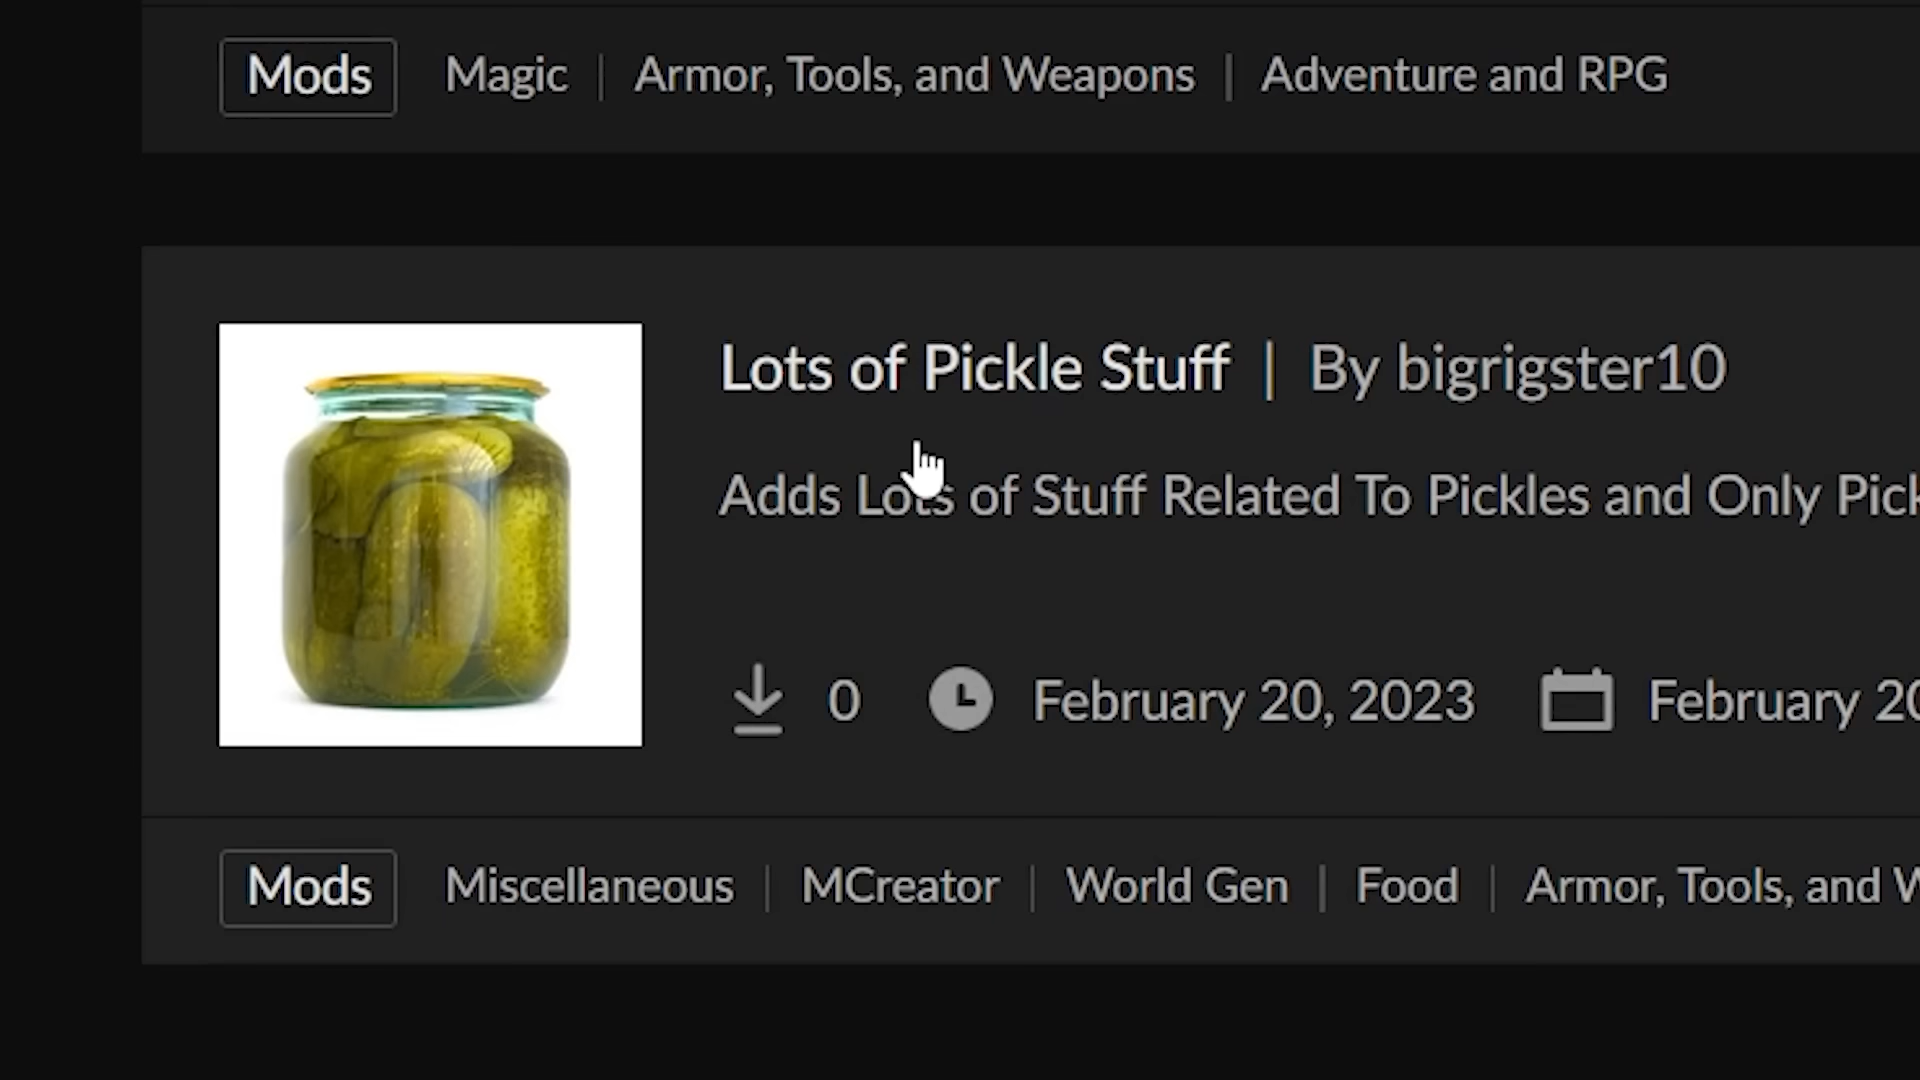 Mods Magic | Armor, Tools, and Weapons | Adventure and RPG
Lots of Pickle Stuff | By bigrigster10
Adds Lots of Stuff Related To Pickles and Only Pick
0 February 20, 2023 February 20
Mods Miscellaneous | MCreator | World Gen | Food | Armor, Tools, and W